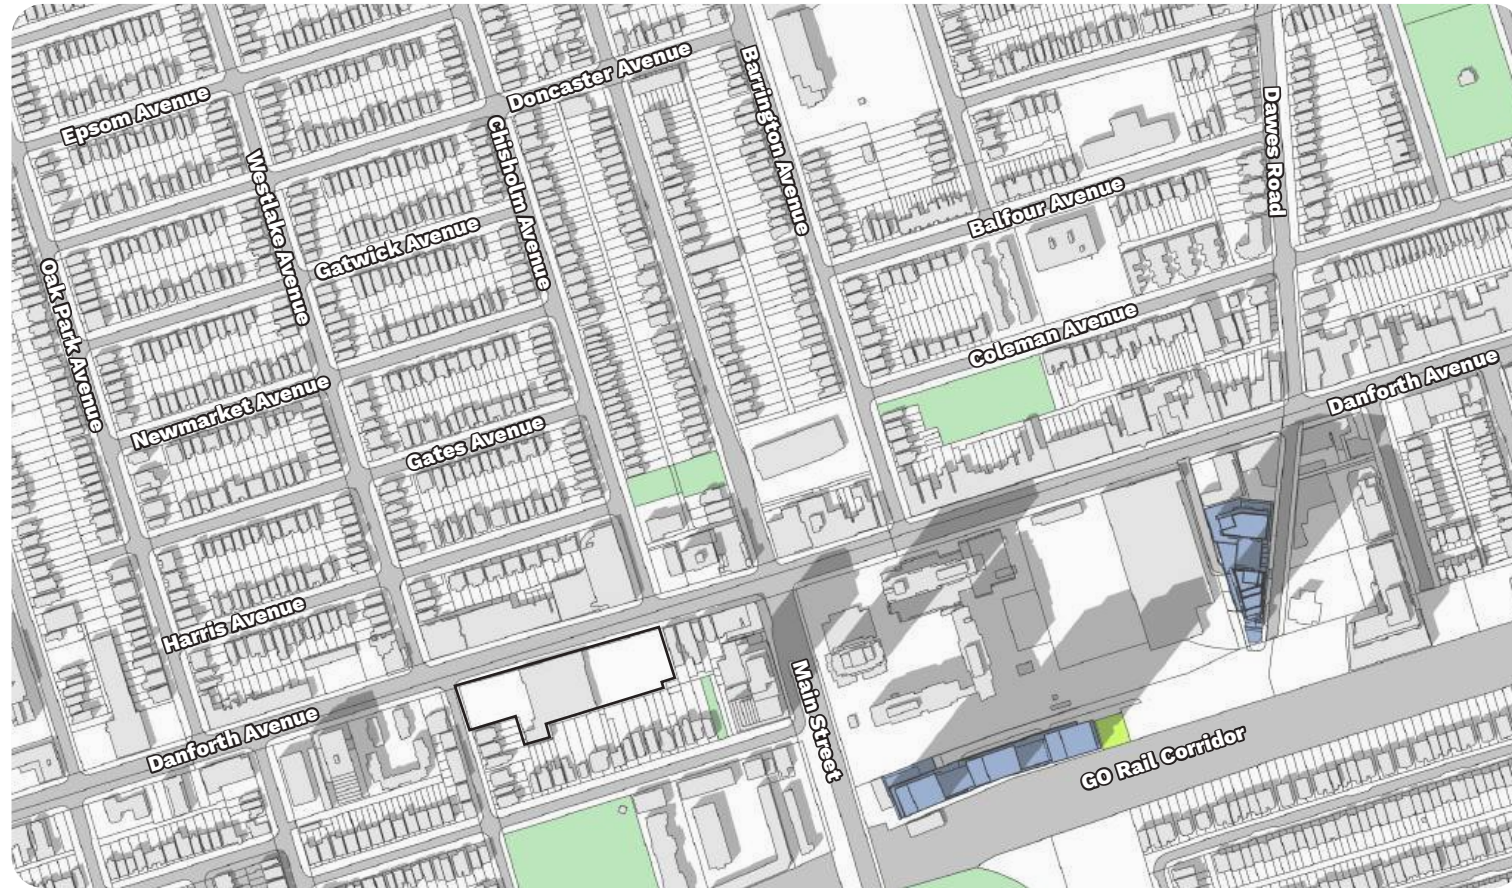 Epsom Avenue
Doncaster Avenue
Barrington Avenue
Dawes Road
Chisholm Avenue
Westlake Avenue
Balfour Avenue
Gatwick Avenue
Oak Park Avenue
Coleman Avenue
Newmarket Avenue
Danforth Avenue
Gates Avenue
Harris Avenue
Main Street
Danforth Avenue
GO Rail Corridor